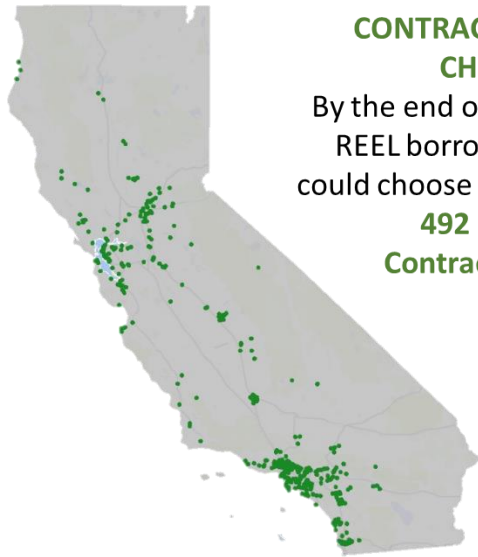 CONTRAC
CH
By the end o
REEL borro
could choose
492
Contrac